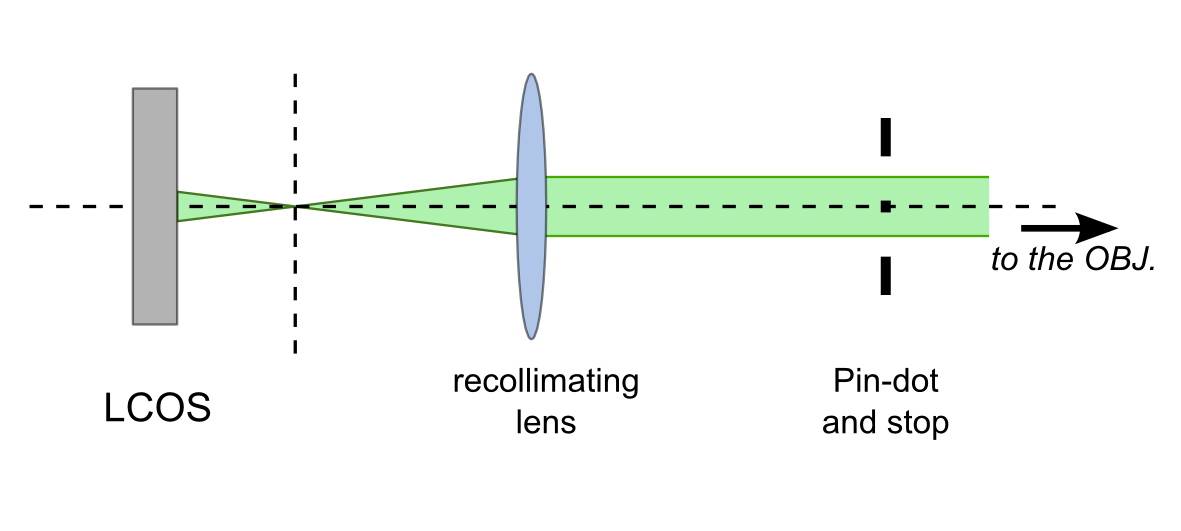 to the OBJ.
recollimating
lens
Pin-dot
and stop
LCOS